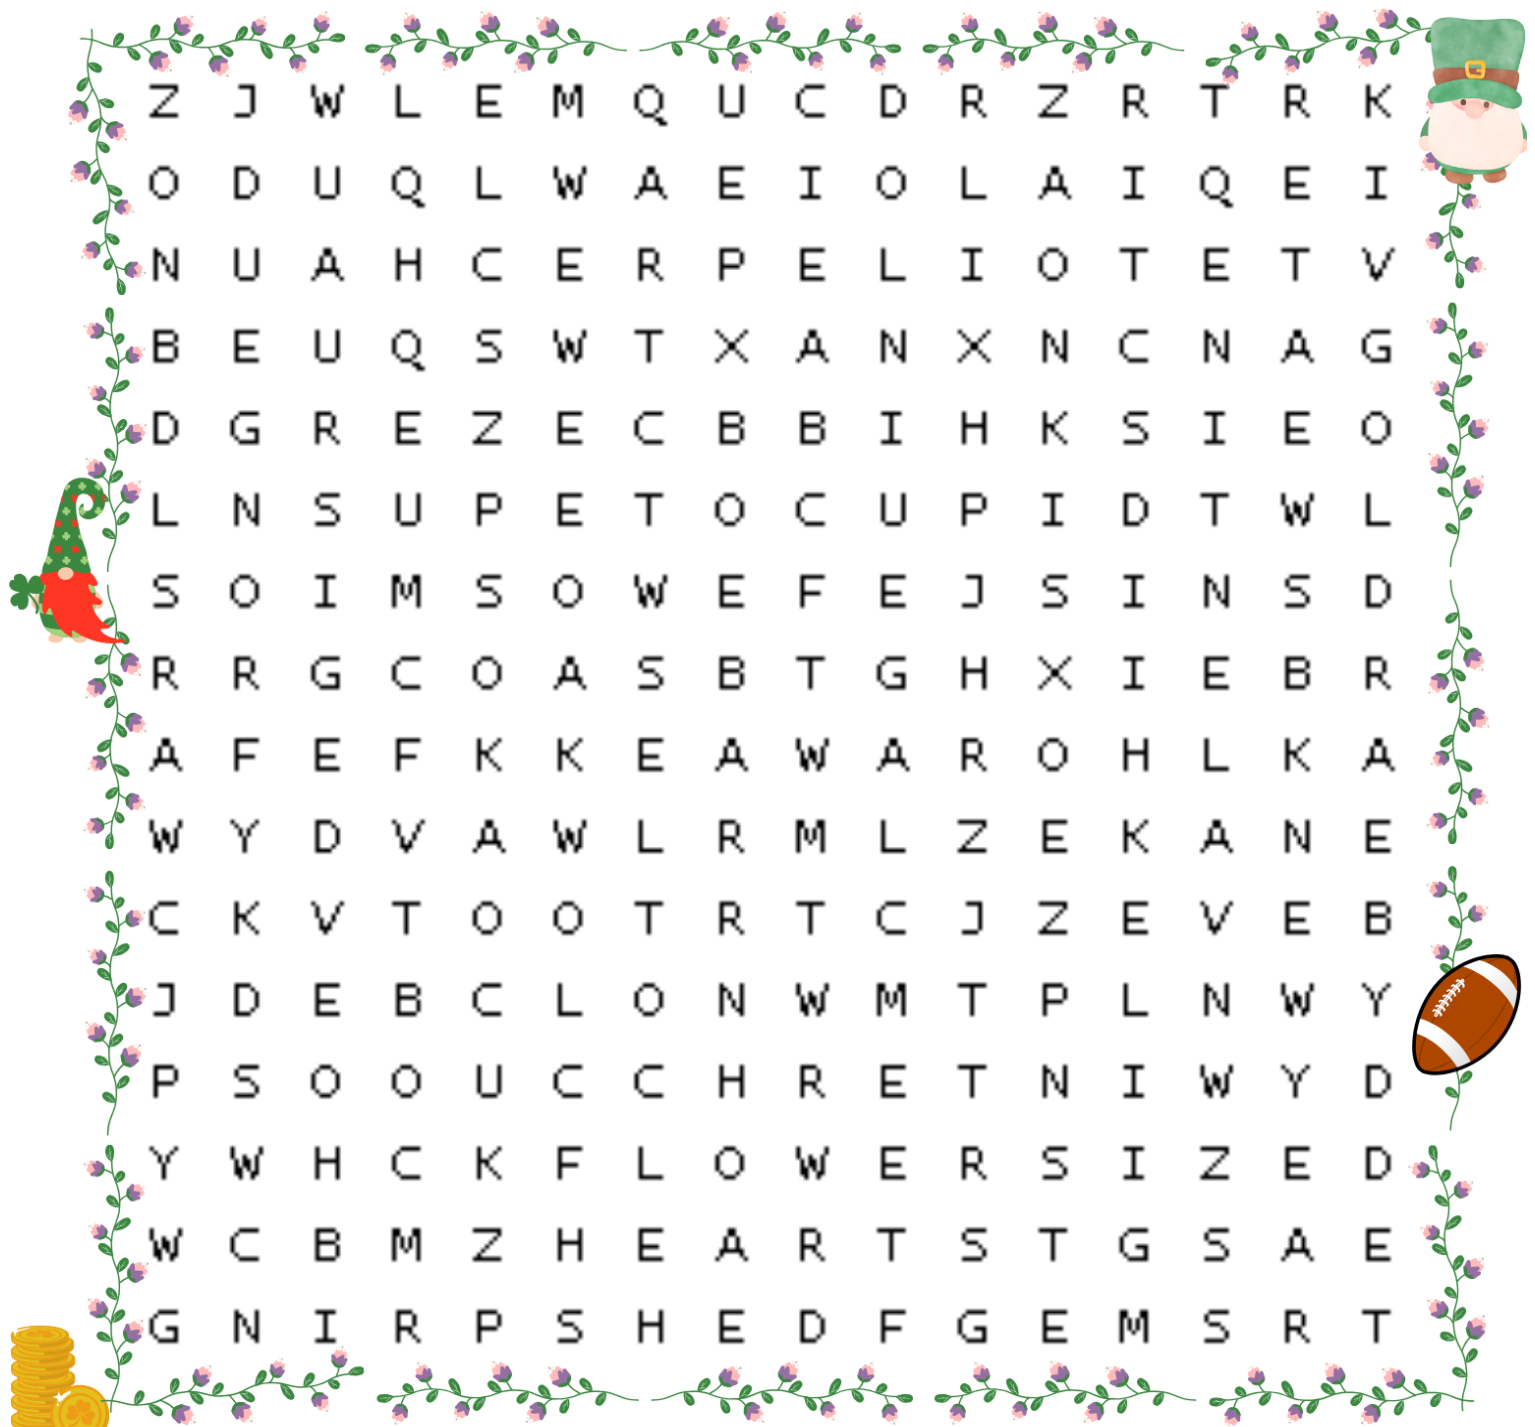 Z J W L E M Q U C D R Z R T R K
O D U Q L W A E I O L A I Q E I
N U A H C E R P E L I O T E T V
B E U Q S W T X A N X N C N A G
D G R E Z E C B B I H K S I E O
L N S U P E T O C U P I D T W L
S O I M S O W E F E J S I N S D
R R G C O A S B T G H X I E B R
A F E F K K E A W A R O H L K A
W Y D V A W L R M L Z E K A N E
C K V T O O T R T C J Z E V E B
J D E B C L O N W M T P L N W Y
P S O O U C C H R E T N I W Y D
Y W H C K F L O W E R S I Z E D
W C B M Z H E A R T S T G S A E
G N I R P S H E D F G E M S R T